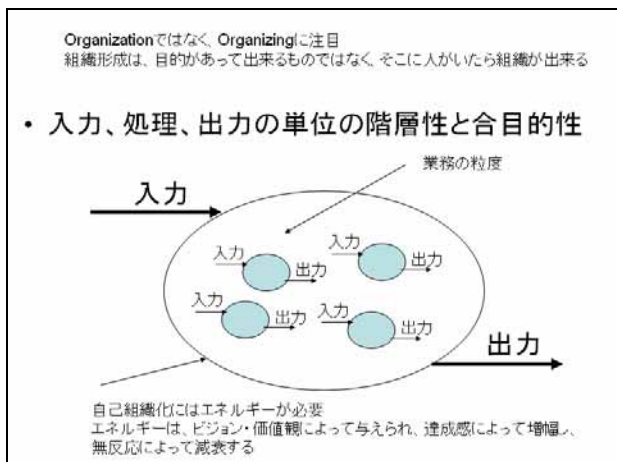 Organizationではなく、Organizingに注目
組織形成は、目的があって出来るものではなく、そこに人がいたら組織が出来る
• 入力、処理、出力の単位の階層性と合目的性
業務の粒度
入力
入力
出力
入力
出力
入力
出力
入力
出力
出力
自己組織化にはエネルギーが必要
エネルギーは、ビジョン・価値観によって与えられ、達成感によって増幅し、
無反応によって減衰する